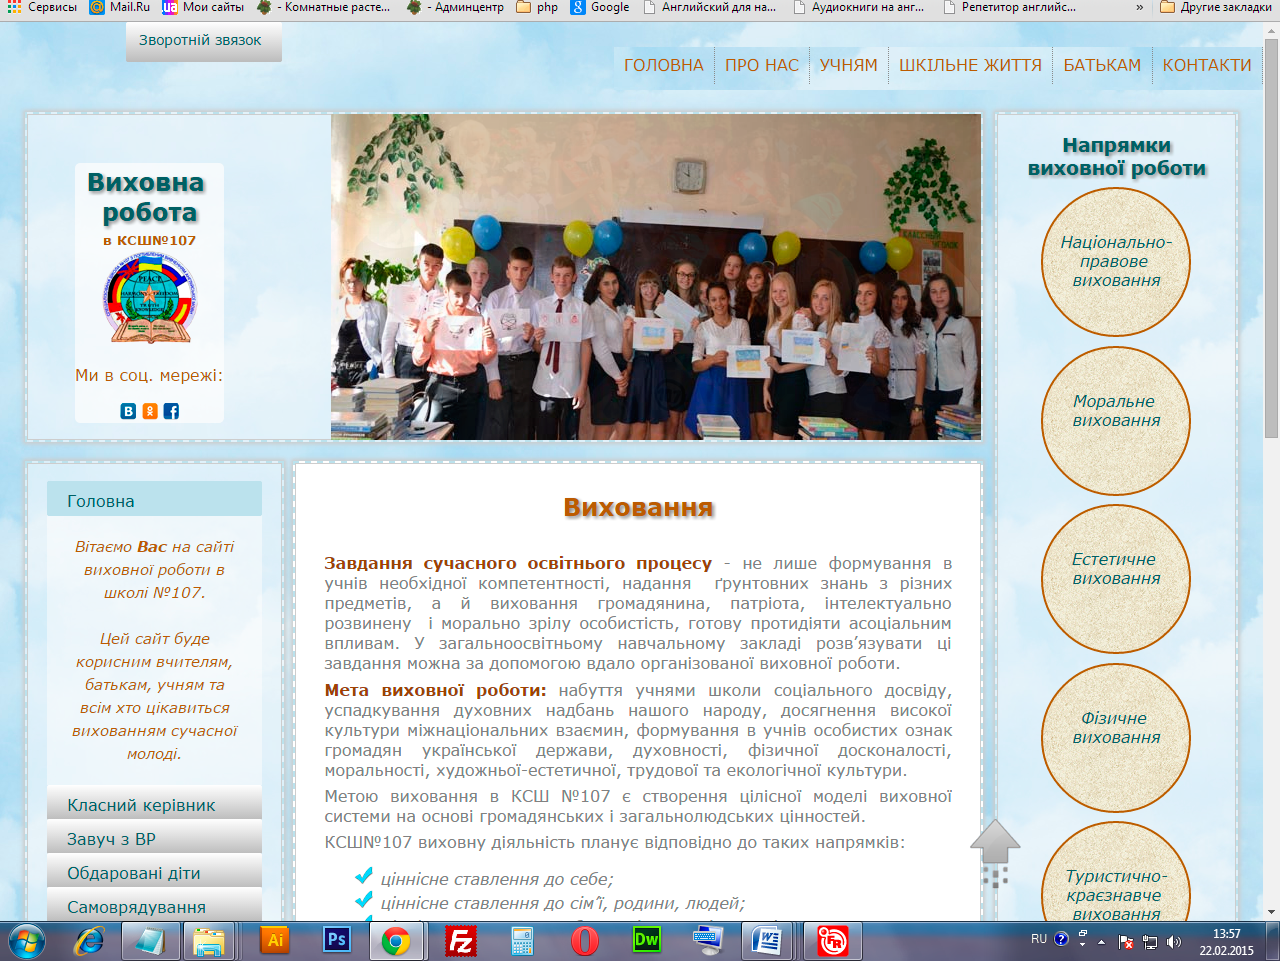 Сервисы
Mail.Ru
Мои сайты
- Комнатные расте...
- Админцентр
php
Google
Английский для на...
Аудиокниги на анг...
Репетитор английс...
»
Другие закладки
Зворотній звязок
ГОЛОВНА
ПРО НАС
УЧНЯМ
ШКІЛЬНЕ ЖИТТЯ
БАТЬКАМ
КОНТАКТИ
Виховна
робота
в КСШ№107
Ми в соц. мережі:
Напрямки
виховної роботи
Національно-
правове
виховання
Моральне
виховання
Естетичне
виховання
Фізичне
виховання
Туристично-
краєзнавче
виховання
Головна
Вітаємо Вас на сайті
виховної роботи в
школі №107.
Цей сайт буде
корисним вчителям,
батькам, учням та
всім хто цікавиться
вихованням сучасної
молоді.
Класний керівник
Завуч з ВР
Обдаровані діти
Самоврядування
Виховання
Завдання сучасного освітнього процесу - не лише формування в
учнів необхідної компетентності, надання ґрунтовних знань з різних
предметів, а й виховання громадянина, патріота, інтелектуально
розвинену і морально зрілу особистість, готову протидіяти асоціальним
впливам. У загальноосвітньому навчальному закладі розв’язувати ці
завдання можна за допомогою вдало організованої виховної роботи.
Мета виховної роботи: набуття учнями школи соціального досвіду,
успадкування духовних надбань нашого народу, досягнення високої
культури міжнаціональних взаємин, формування в учнів особистих ознак
громадян української держави, духовності, фізичної досконалості,
моральності, художньої-естетичної, трудової та екологічної культури.
Метою виховання в КСШ №107 є створення цілісної моделі виховної
системи на основі громадянських і загальнолюдських цінностей.
КСШ№107 виховну діяльність планує відповідно до таких напрямків:
ціннісне ставлення до себе;
ціннісне ставлення до сім’ї, родини, людей;
Ai
Ps
Fz
Dw
RU
13:57
22.02.2015